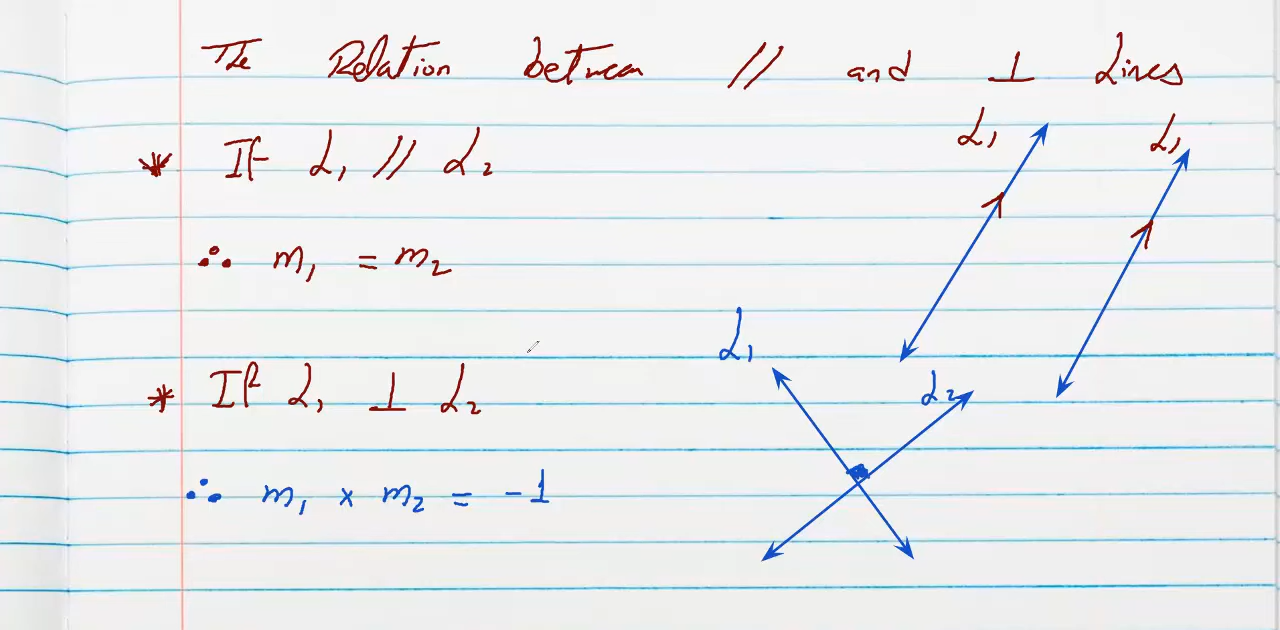 The Relation between // and ⊥ Lines
L₁ L₁
* If L₁ // L₂
∴ m₁ = m₂
L₁
* If L₁ ⊥ L₂
L₂
∴ m₁ × m₂ = -1